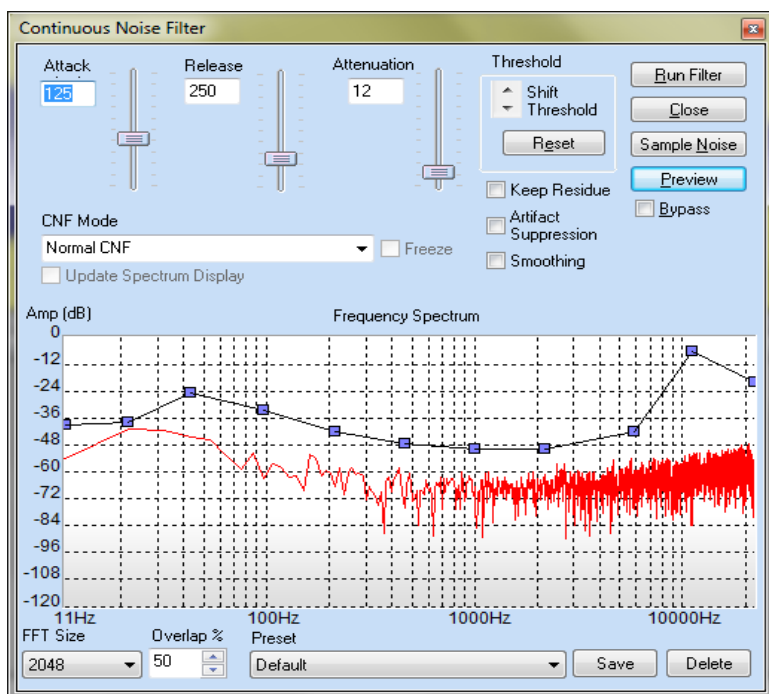 Continuous Noise Filter
Attack
125
Release
250
Attenuation
12
Threshold
Shift
Threshold
Reset
Run Filter
Close
Sample Noise
Preview
Bypass
Keep Residue
Artifact
Suppression
Smoothing
CNF Mode
Normal CNF
Freeze
Update Spectrum Display
Amp (dB)
Frequency Spectrum
0
-12
-24
-36
-48
-60
-72
-84
-96
-108
-120
11Hz
100Hz
1000Hz
10000Hz
FFT Size
2048
Overlap %
50
Preset
Default
Save
Delete